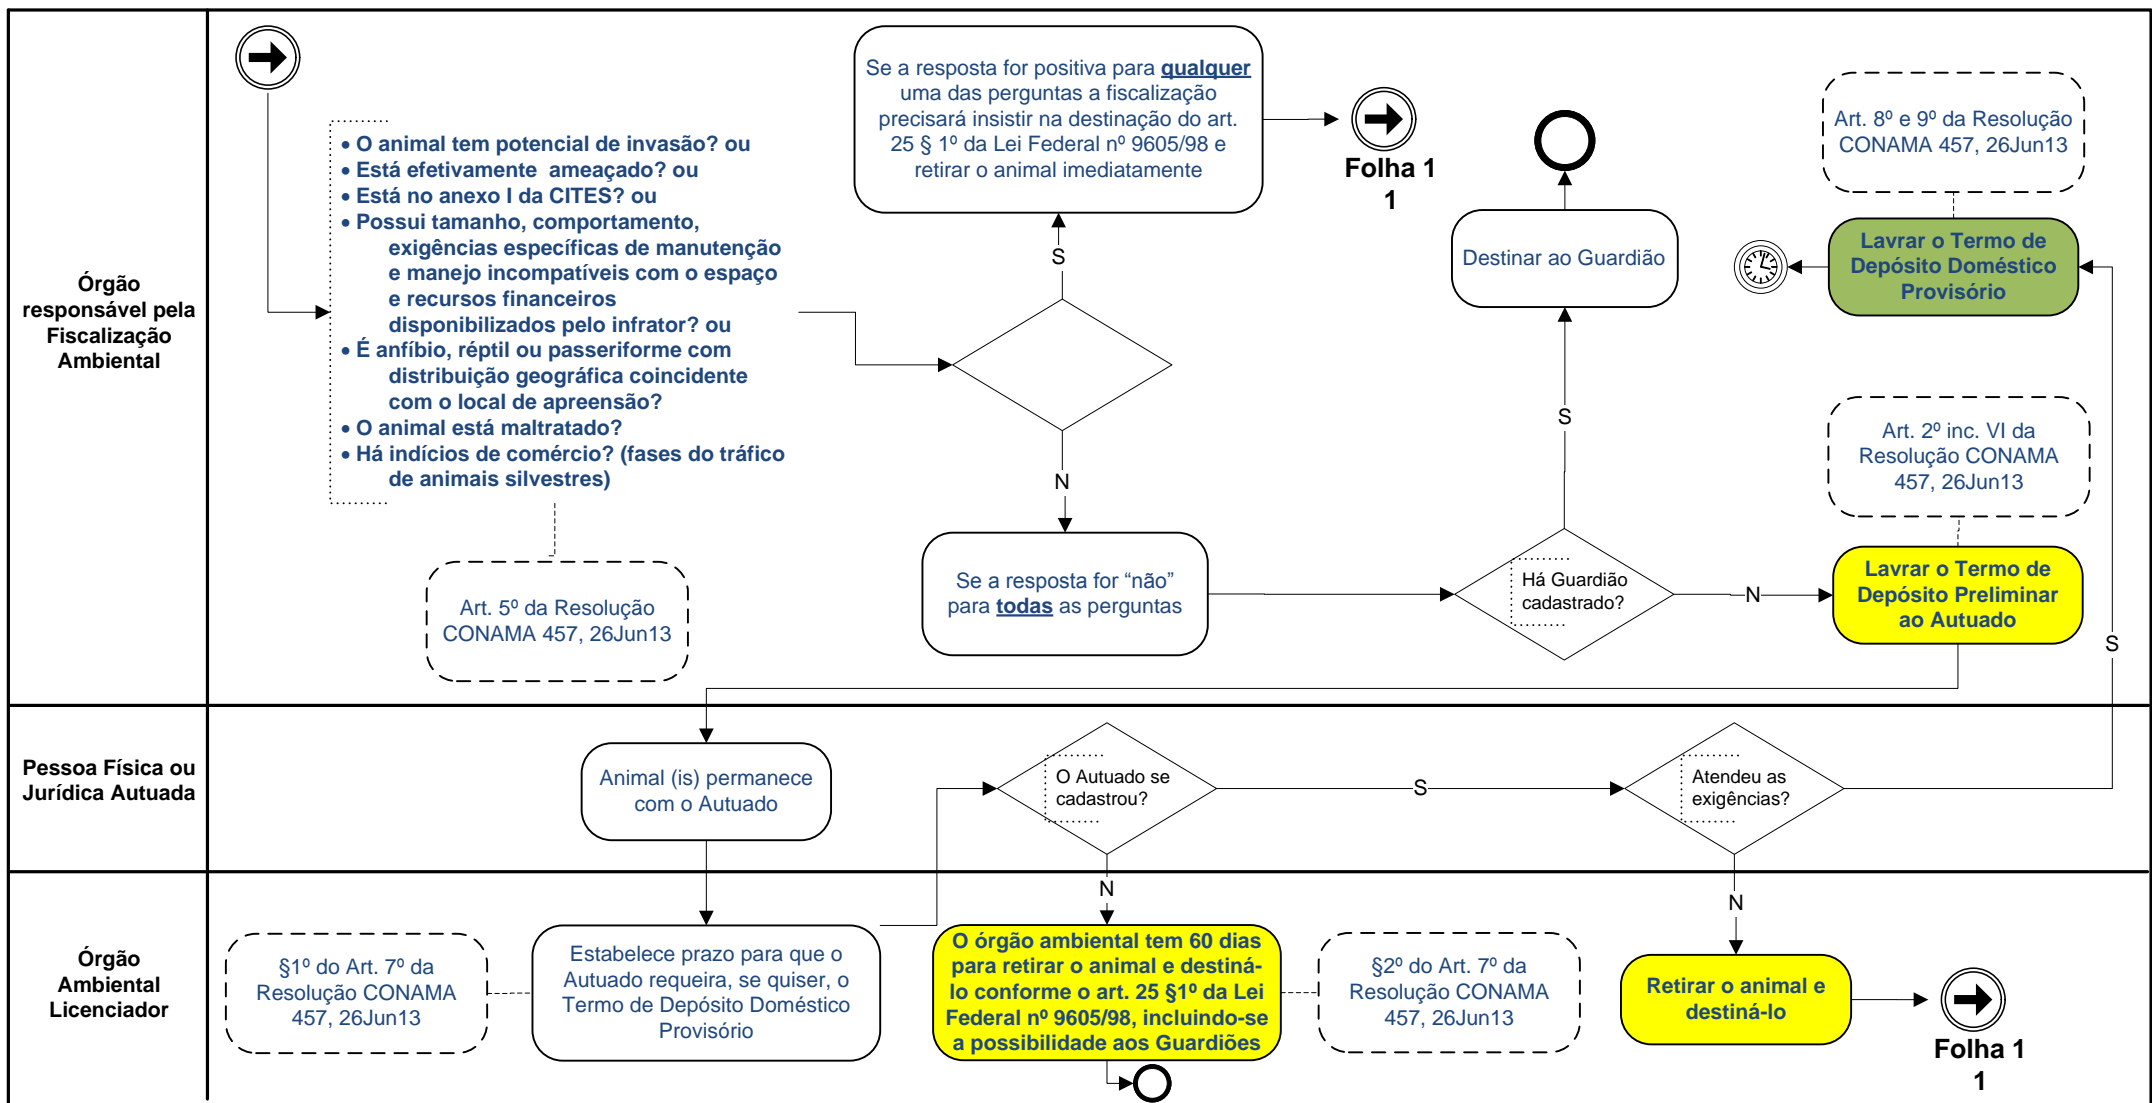 Órgão
responsável pela
Fiscalização
Ambiental
• O animal tem potencial de invasão? ou
• Está efetivamente  ameaçado? ou
• Está no anexo I da CITES? ou
• Possui tamanho, comportamento,
exigências específicas de manutenção
e manejo incompatíveis com o espaço
e recursos financeiros
disponibilizados pelo infrator? ou
• É anfíbio, réptil ou passeriforme com
distribuição geográfica coincidente
com o local de apreensão?
• O animal está maltratado?
• Há indícios de comércio? (fases do tráfico
de animais silvestres)
Art. 5º da Resolução
CONAMA 457, 26Jun13
Se a resposta for positiva para qualquer
uma das perguntas a fiscalização
precisará insistir na destinação do art.
25 § 1º da Lei Federal nº 9605/98 e
retirar o animal imediatamente
Folha 1
1
S
N
Se a resposta for “não”
para todas as perguntas
Destinar ao Guardião
S
Há Guardião
cadastrado?
N
Art. 8º e 9º da Resolução
CONAMA 457, 26Jun13
Lavrar o Termo de
Depósito Doméstico
Provisório
Art. 2º inc. VI da
Resolução CONAMA
457, 26Jun13
Lavrar o Termo de
Depósito Preliminar
ao Autuado
S
Pessoa Física ou
Jurídica Autuada
Animal (is) permanece
com o Autuado
O Autuado se
cadastrou?
S
Atendeu as
exigências?
N
N
Órgão
Ambiental
Licenciador
§1º do Art. 7º da
Resolução CONAMA
457, 26Jun13
Estabelece prazo para que o
Autuado requeira, se quiser, o
Termo de Depósito Doméstico
Provisório
O órgão ambiental tem 60 dias
para retirar o animal e destiná-
lo conforme o art. 25 §1º da Lei
Federal nº 9605/98, incluindo-se
a possibilidade aos Guardiões
§2º do Art. 7º da
Resolução CONAMA
457, 26Jun13
Retirar o animal e
destiná-lo
Folha 1
1